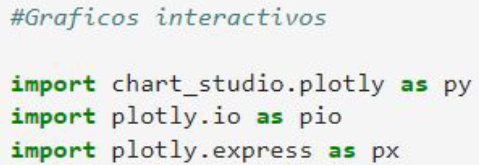 #Graficos interactivos
import chart_studio.plotly as py
import plotly.io as pio
import plotly.express as px